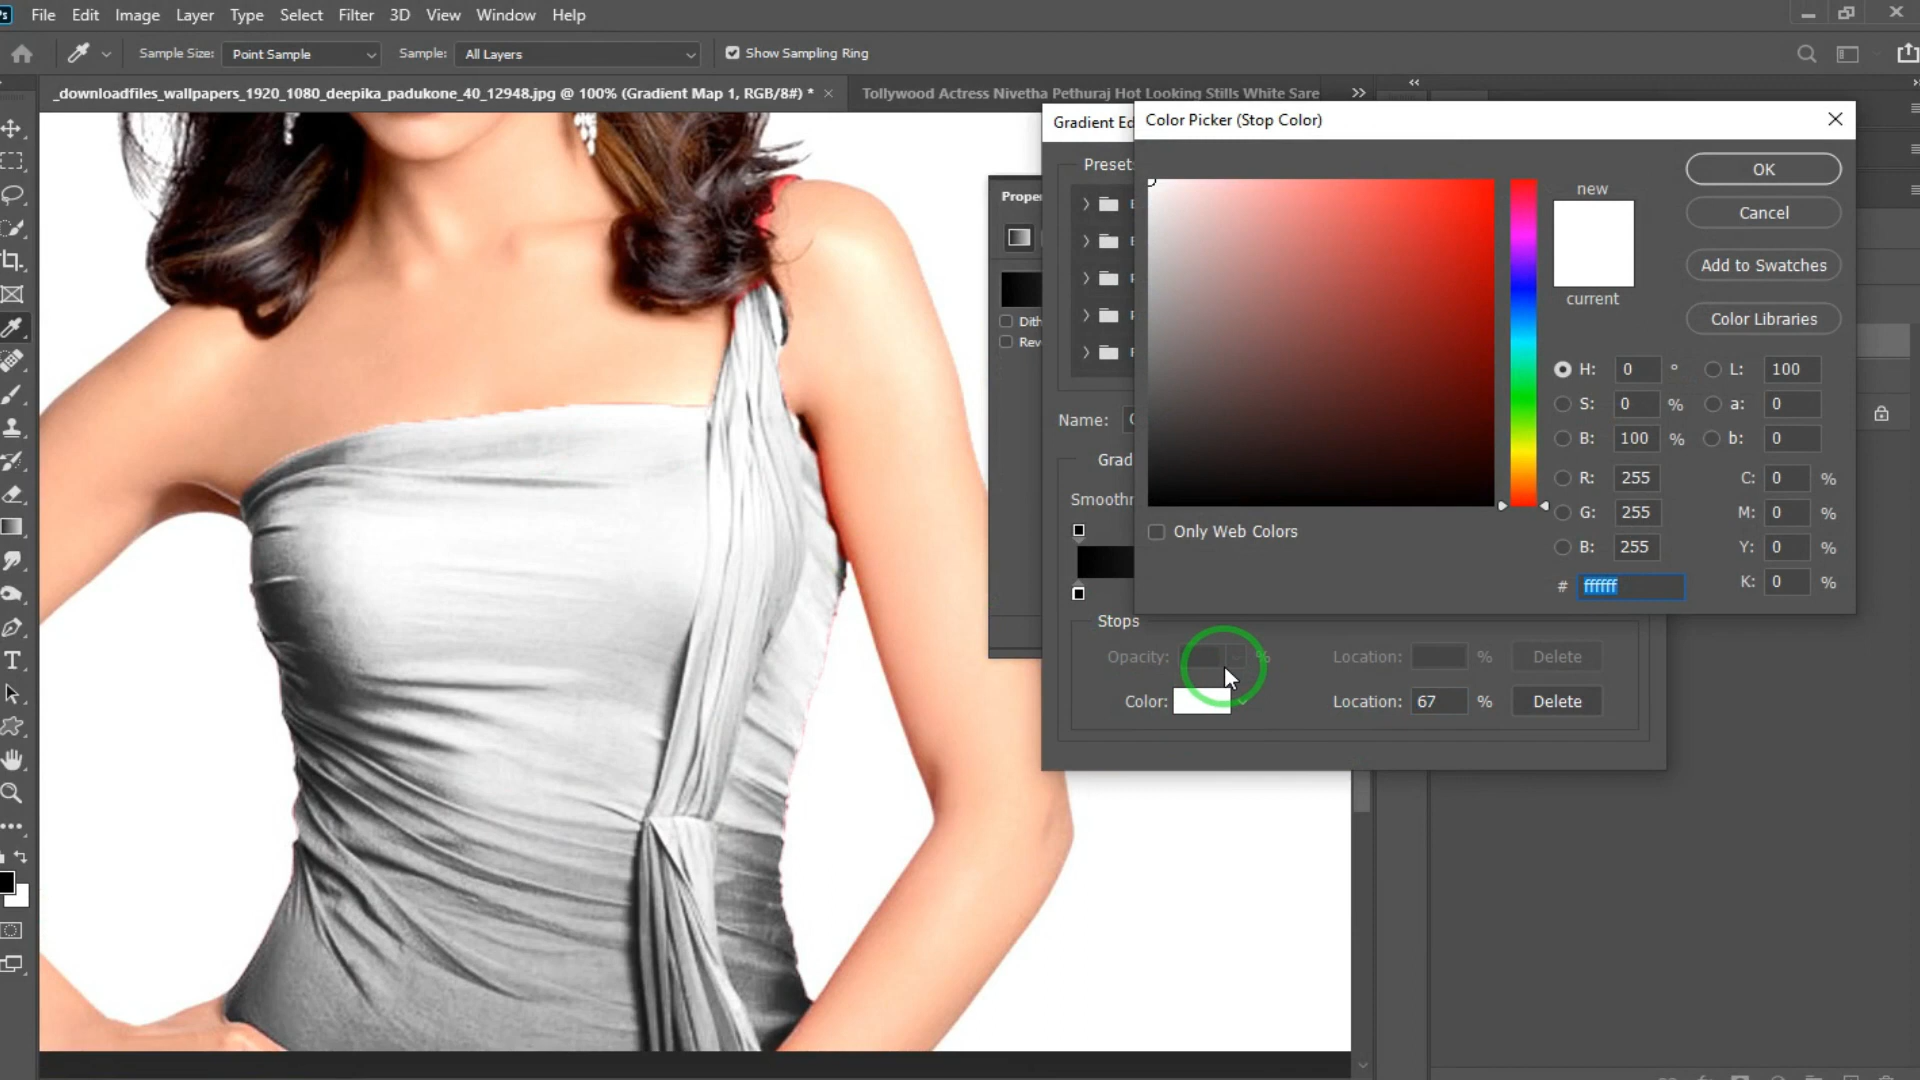 File Edit Image Layer Type Select Filter 3D View Window Help
Sample Size: Point Sample Sample: All Layers Show Sampling Ring
_downloadfiles_wallpapers_1920_1080_deepika_padukone_40_12948.jpg @ 100% (Gradient Map 1, RGB/8#) * × Tollywood Actress Nivetha Pethuraj Hot Looking Stills White Sare
Gradient Ed
Color Picker (Stop Color)
Preset
Proper
Dith
Rev
Name:
Grad
Smoothn
new
current
OK
Cancel
Add to Swatches
Color Libraries
H: 0 ° L: 100
S: 0 % a: 0
B: 100 % b: 0
R: 255 C: 0 %
G: 255 M: 0 %
B: 255 Y: 0 %
# ffffff K: 0 %
Only Web Colors
Stops
Opacity: % Location: % Delete
Color: Location: 67 % Delete